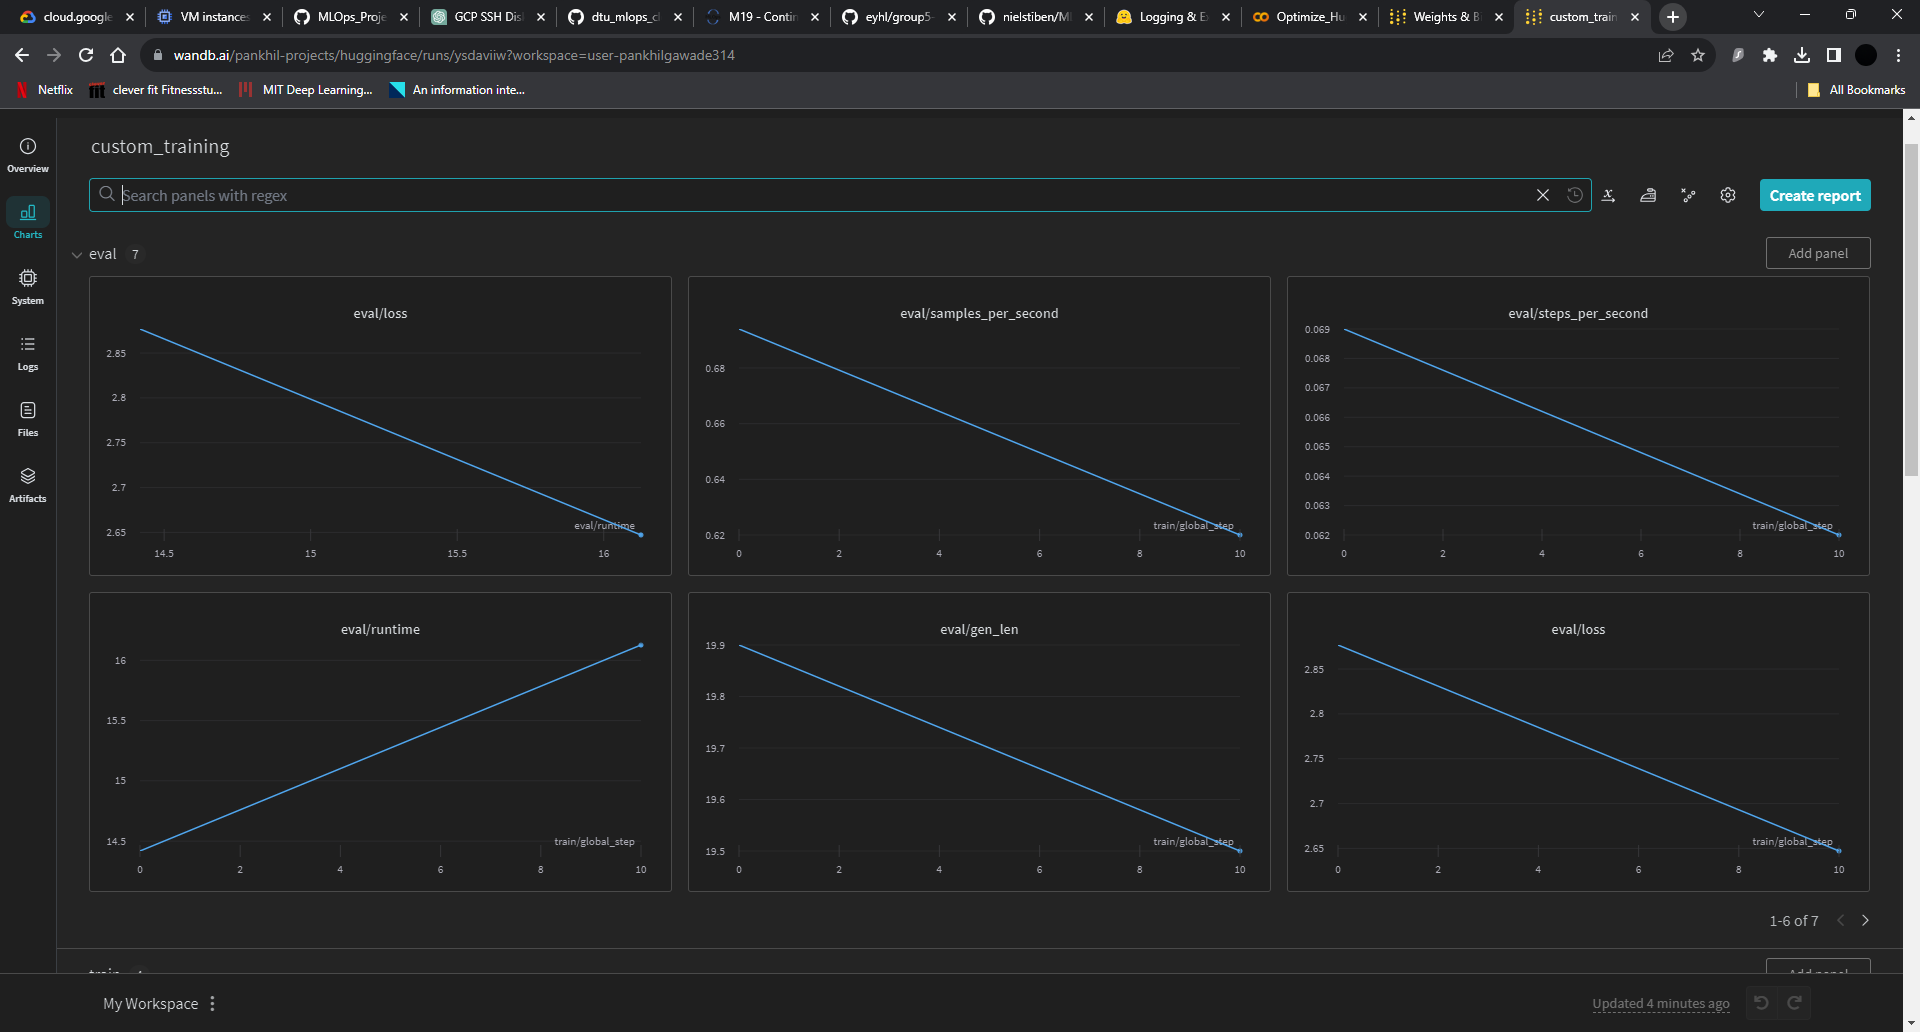 cloud.google
VM instances
MLOps_Proje
GCP SSH Dis
dtu_mlops_cl
M19 - Contin
eyhl/group5-
nielstiben/Ml
Logging & E
Optimize_Hu
Weights & B
custom_train
wandb.ai/pankhil-projects/huggingface/runs/ysdaviiw?workspace=user-pankhilgawade314
Netflix
clever fit Fitnessstu...
MIT Deep Learning...
An information inte...
All Bookmarks
custom_training
Overview
Charts
System
Logs
Files
Artifacts
Search panels with regex
Create report
eval 7
Add panel
eval/loss
2.85
2.8
2.75
2.7
2.65
eval/runtime
14.5 15 15.5 16
eval/samples_per_second
0.68
0.66
0.64
0.62
train/global_step
0 2 4 6 8 10
eval/steps_per_second
0.069
0.068
0.067
0.066
0.065
0.064
0.063
0.062
train/global_step
0 2 4 6 8 10
eval/runtime
16
15.5
15
14.5
train/global_step
0 2 4 6 8 10
eval/gen_len
19.9
19.8
19.7
19.6
19.5
train/global_step
0 2 4 6 8 10
eval/loss
2.85
2.8
2.75
2.7
2.65
train/global_step
0 2 4 6 8 10
1-6 of 7
train
Add panel
My Workspace
Updated 4 minutes ago